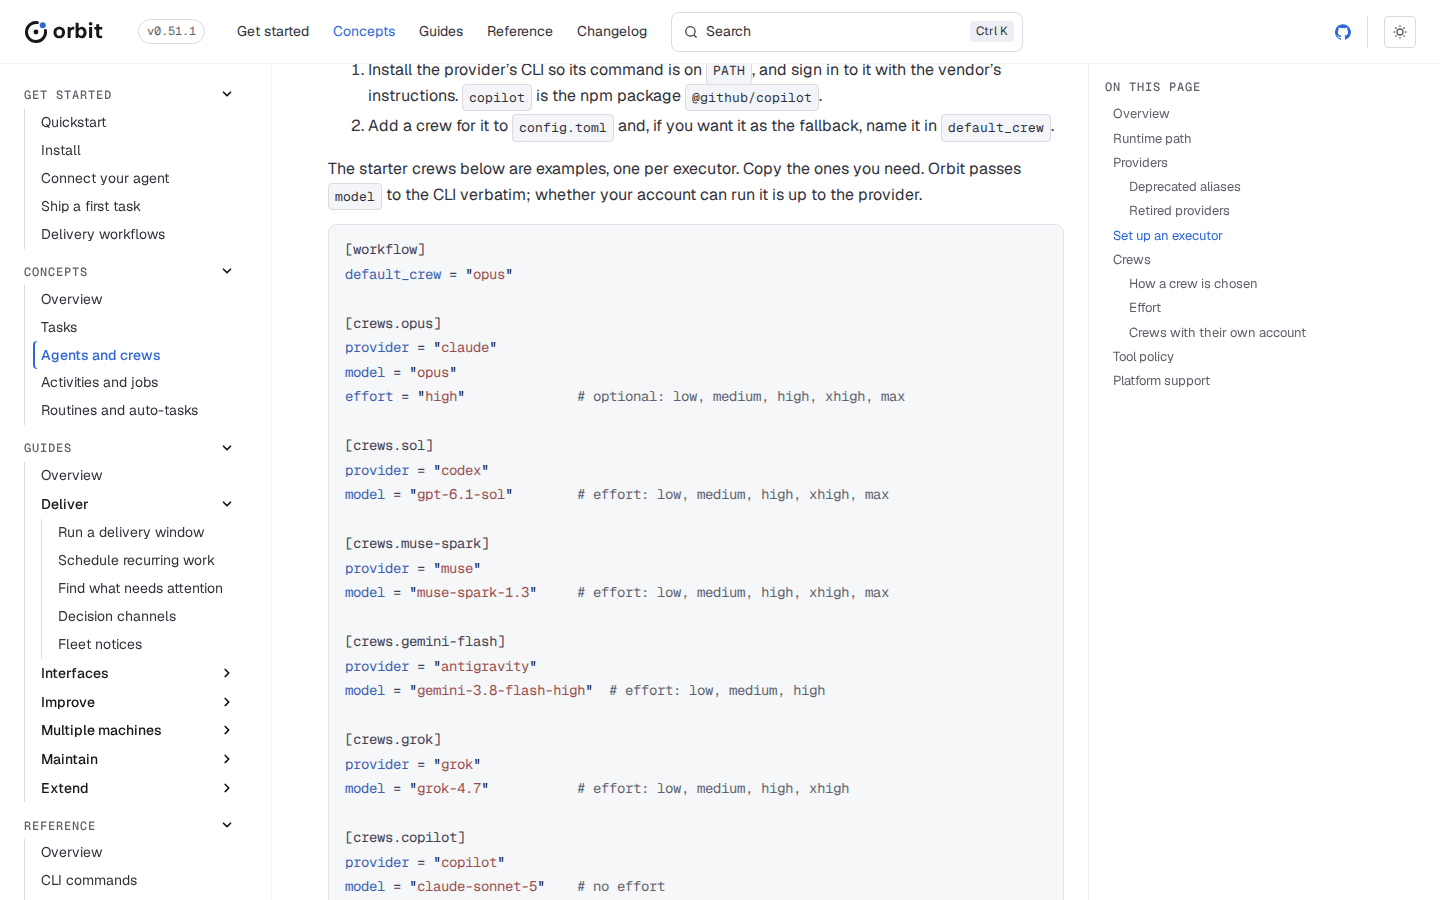 orbit
v0.51.1
Get started
Concepts
Guides
Reference
Changelog
Search
Ctrl K
GET STARTED
Quickstart
Install
Connect your agent
Ship a first task
Delivery workflows
CONCEPTS
Overview
Tasks
Agents and crews
Activities and jobs
Routines and auto-tasks
GUIDES
Overview
Deliver
Run a delivery window
Schedule recurring work
Find what needs attention
Decision channels
Fleet notices
Interfaces
Improve
Multiple machines
Maintain
Extend
REFERENCE
Overview
CLI commands
1. Install the provider's CLI so its command is on PATH, and sign in to it with the vendor's
instructions. copilot is the npm package @github/copilot.
2. Add a crew for it to config.toml and, if you want it as the fallback, name it in default_crew.
The starter crews below are examples, one per executor. Copy the ones you need. Orbit passes
model to the CLI verbatim; whether your account can run it is up to the provider.
[workflow]
default_crew = "opus"
[crews.opus]
provider = "claude"
model = "opus"
effort = "high" # optional: low, medium, high, xhigh, max
[crews.sol]
provider = "codex"
model = "gpt-6.1-sol" # effort: low, medium, high, xhigh, max
[crews.muse-spark]
provider = "muse"
model = "muse-spark-1.3" # effort: low, medium, high, xhigh, max
[crews.gemini-flash]
provider = "antigravity"
model = "gemini-3.8-flash-high" # effort: low, medium, high
[crews.grok]
provider = "grok"
model = "grok-4.7" # effort: low, medium, high, xhigh
[crews.copilot]
provider = "copilot"
model = "claude-sonnet-5" # no effort
ON THIS PAGE
Overview
Runtime path
Providers
Deprecated aliases
Retired providers
Set up an executor
Crews
How a crew is chosen
Effort
Crews with their own account
Tool policy
Platform support